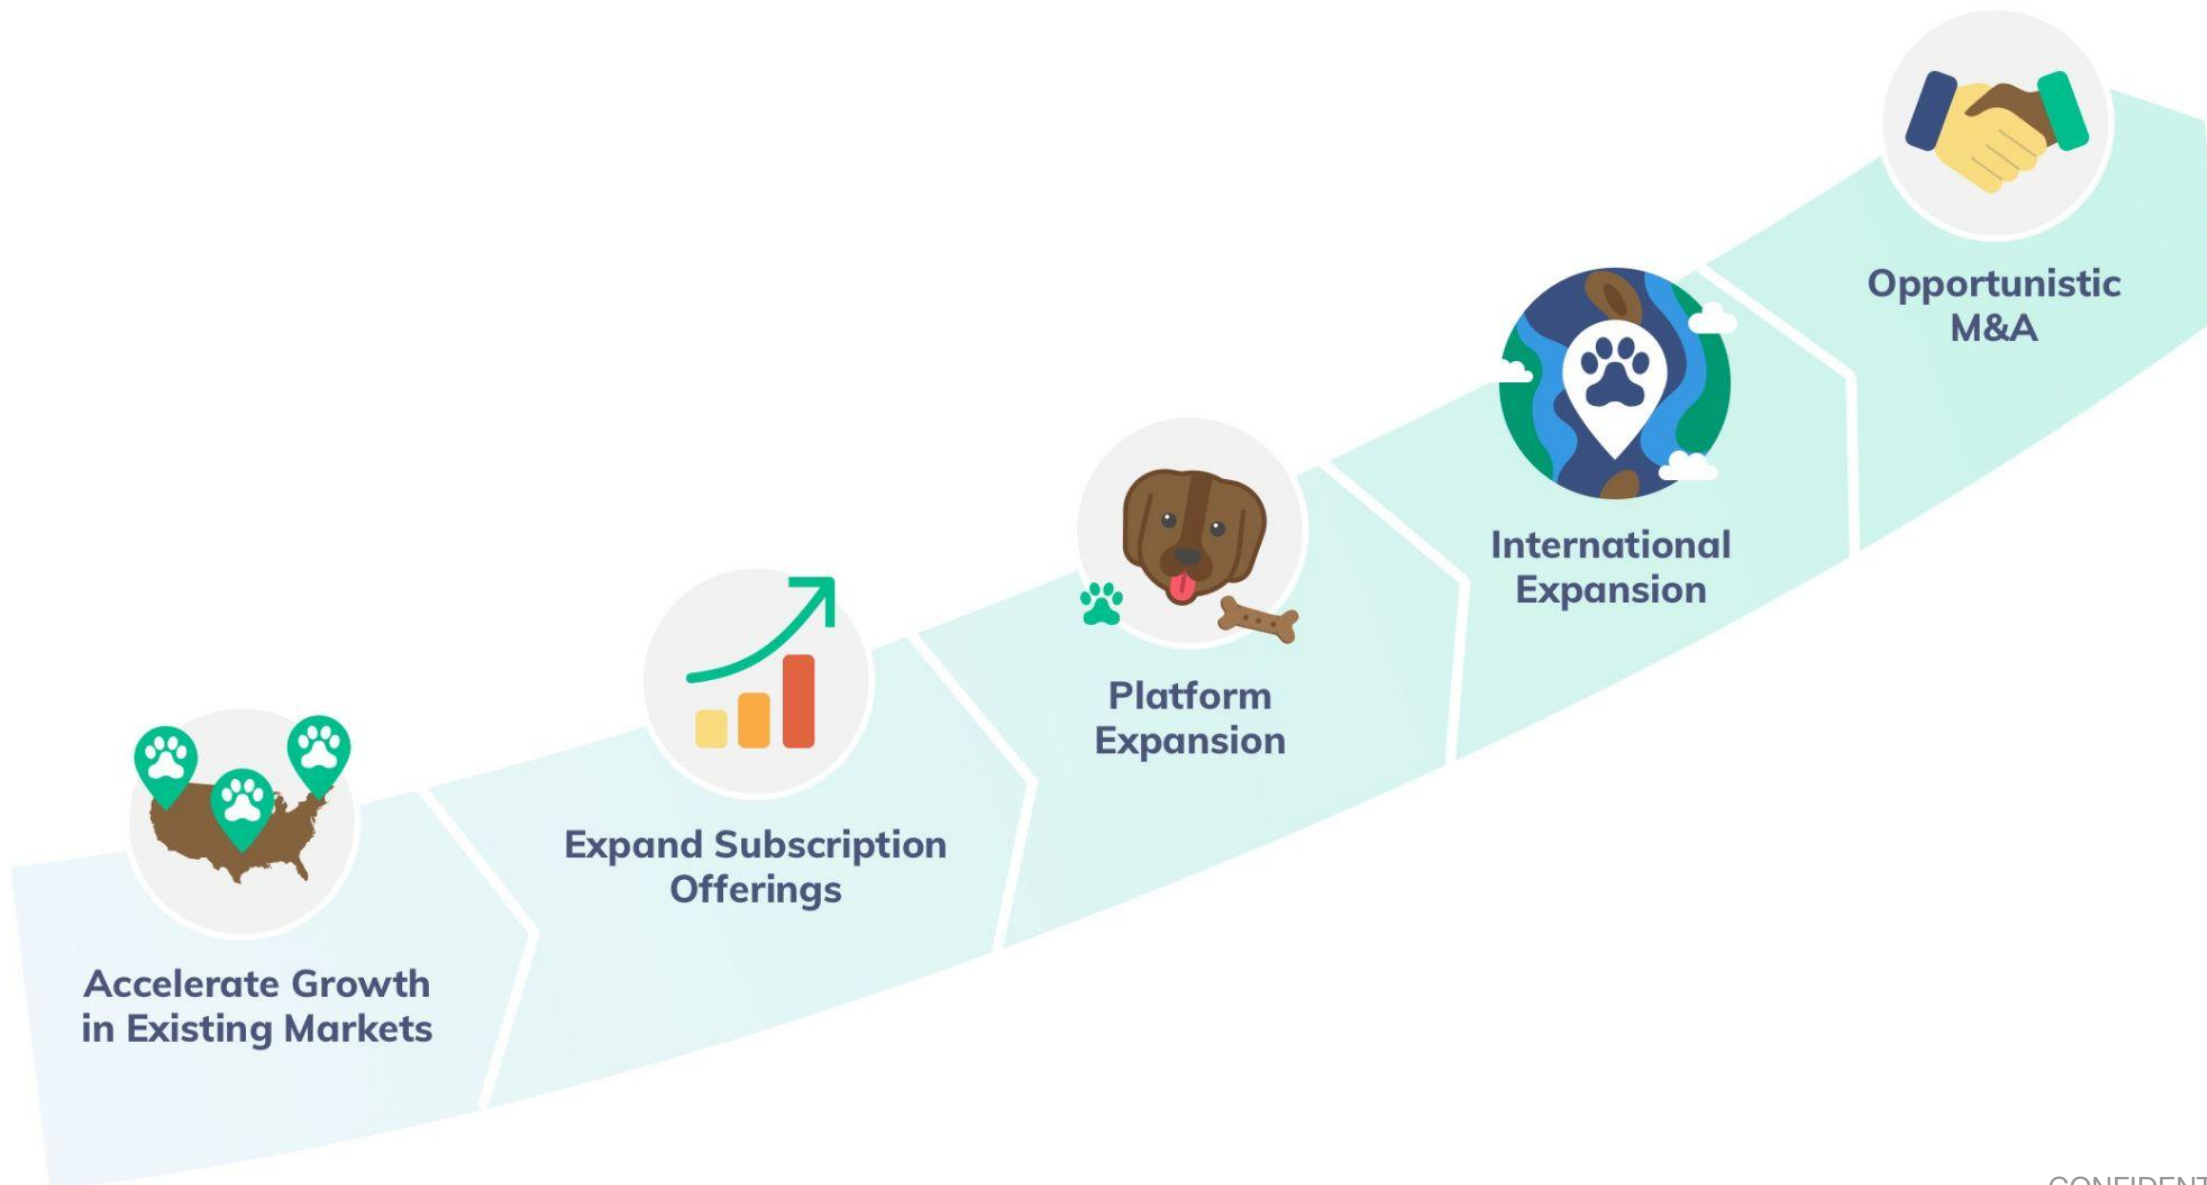 Opportunistic
M&A
International
Expansion
Platform
Expansion
Expand Subscription
Offerings
Accelerate Growth
in Existing Markets